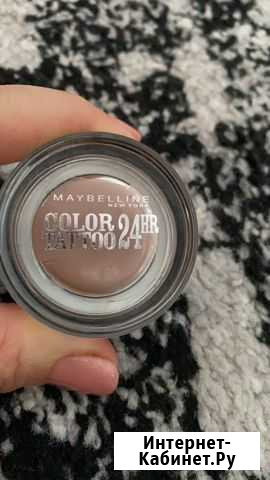 MAYBELLINE
NEW YORK
COLOR 24HR
TATTOO
Интернет-
Кабинет.Ру